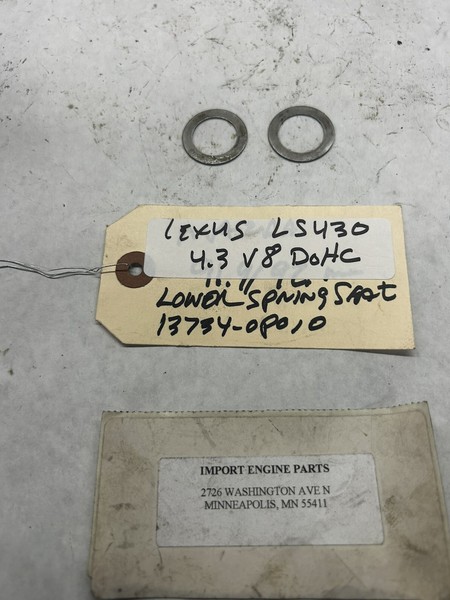 LEXUS LS430
4.3 V8 DOHC
LOWER SPRING SEAT
13734-0P010
IMPORT ENGINE PARTS
2726 WASHINGTON AVE N
MINNEAPOLIS, MN 55411